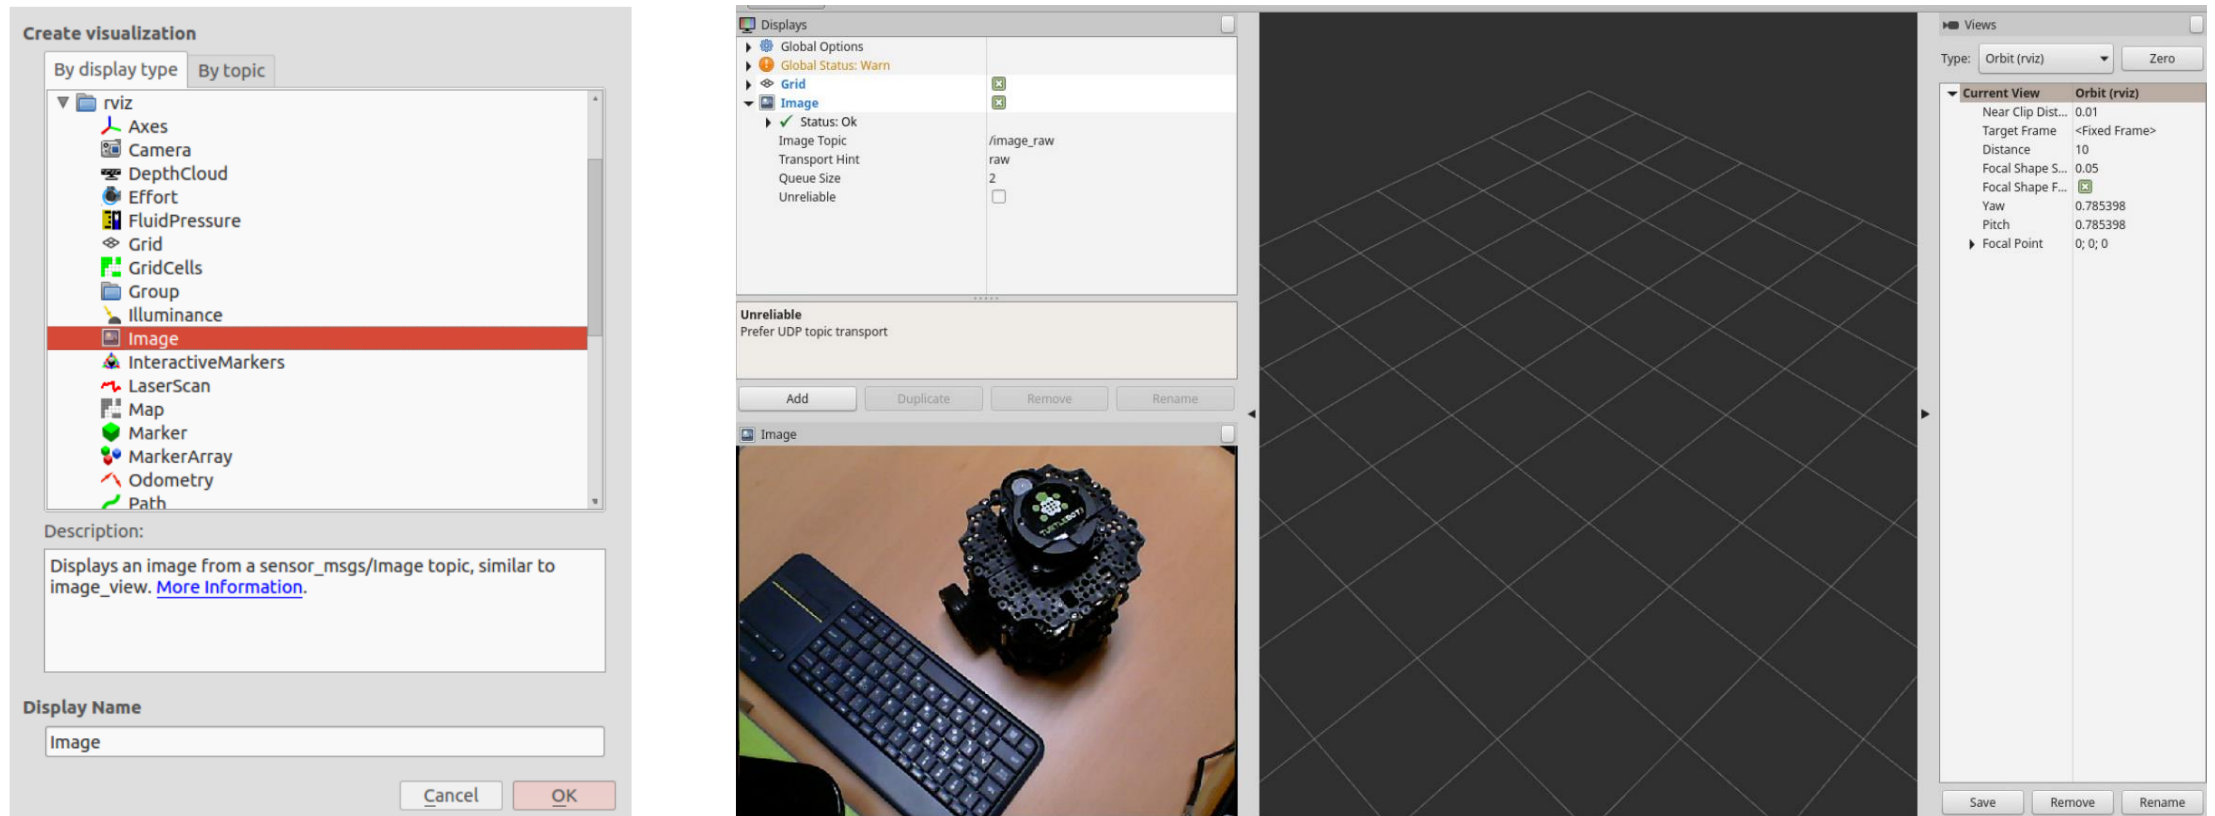 Create visualization
By display type
By topic
rviz
Axes
Camera
DepthCloud
Effort
FluidPressure
Grid
GridCells
Group
Illuminance
Image
InteractiveMarkers
LaserScan
Map
Marker
MarkerArray
Odometry
Path
Description:
Displays an image from a sensor_msgs/Image topic, similar to
image_view. More Information.
Display Name
Image
Cancel
OK
Displays
Global Options
Global Status: Warn
Grid
Image
Status: Ok
Image Topic /image_raw
Transport Hint raw
Queue Size 2
Unreliable
Unreliable
Prefer UDP topic transport
Add
Duplicate
Remove
Rename
Image
TURTLEBOT3
Views
Type: Orbit (rviz) Zero
Current View Orbit (rviz)
Near Clip Dist... 0.01
Target Frame <Fixed Frame>
Distance 10
Focal Shape S... 0.05
Focal Shape F...
Yaw 0.785398
Pitch 0.785398
Focal Point 0; 0; 0
Save
Remove
Rename